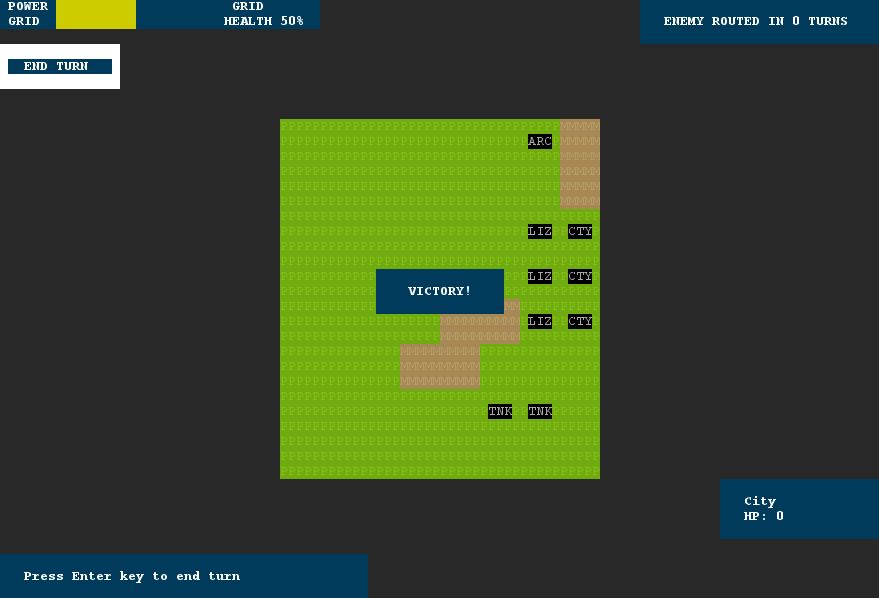 POWER GRID
GRID HEALTH 50%
ENEMY ROUTED IN 0 TURNS
END TURN
ARC
LIZ CTY
LIZ CTY
VICTORY!
LIZ CTY
TNK TNK
City
HP: 0
Press Enter key to end turn